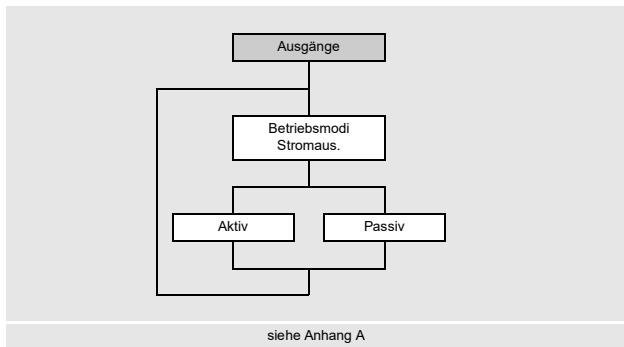 Ausgänge
Betriebsmodi
Stromaus.
Aktiv
Passiv
siehe Anhang A